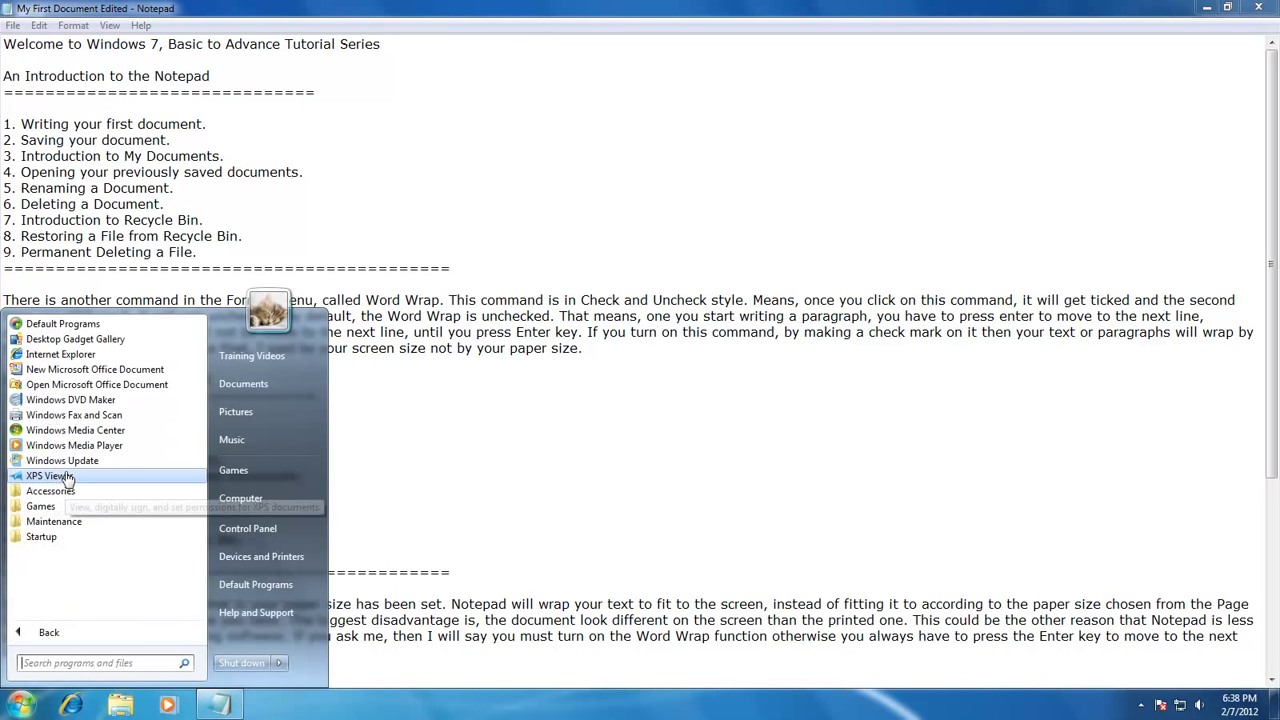 My First Document Edited - Notepad
File Edit Format View Help
Welcome to Windows 7, Basic to Advance Tutorial Series
An Introduction to the Notepad
==============================
1. Writing your first document.
2. Saving your document.
3. Introduction to My Documents.
4. Opening your previously saved documents.
5. Renaming a Document.
6. Deleting a Document.
7. Introduction to Recycle Bin.
8. Restoring a File from Recycle Bin.
9. Permanent Deleting a File.
===========================================
There is another command in the For enu, called Word Wrap. This command is in Check and Uncheck style. Means, once you click on this command, it will get ticked and the second
fault, the Word Wrap is unchecked. That means, one you start writing a paragraph, you have to press enter to move to the next line,
the next line, until you press Enter key. If you turn on this command, by making a check mark on it then your text or paragraphs will wrap by
our screen size not by your paper size.
Default Programs
Desktop Gadget Gallery
Internet Explorer
New Microsoft Office Document
Open Microsoft Office Document
Windows DVD Maker
Windows Fax and Scan
Windows Media Center
Windows Media Player
Windows Update
XPS Viewer
Accessories
Games
Maintenance
Startup
Back
Search programs and files
View, digitally sign, and set permissions for XPS documents
Training Videos
Documents
Pictures
Music
Games
Computer
Control Panel
Devices and Printers
Default Programs
Help and Support
Shut down
============
size has been set. Notepad will wrap your text to fit to the screen, instead of fitting it to according to the paper size chosen from the Page
ggest disadvantage is, the document look different on the screen than the printed one. This could be the other reason that Notepad is less
you ask me, then I will say you must turn on the Word Wrap function otherwise you always have to press the Enter key to move to the next
6:38 PM
2/7/2012